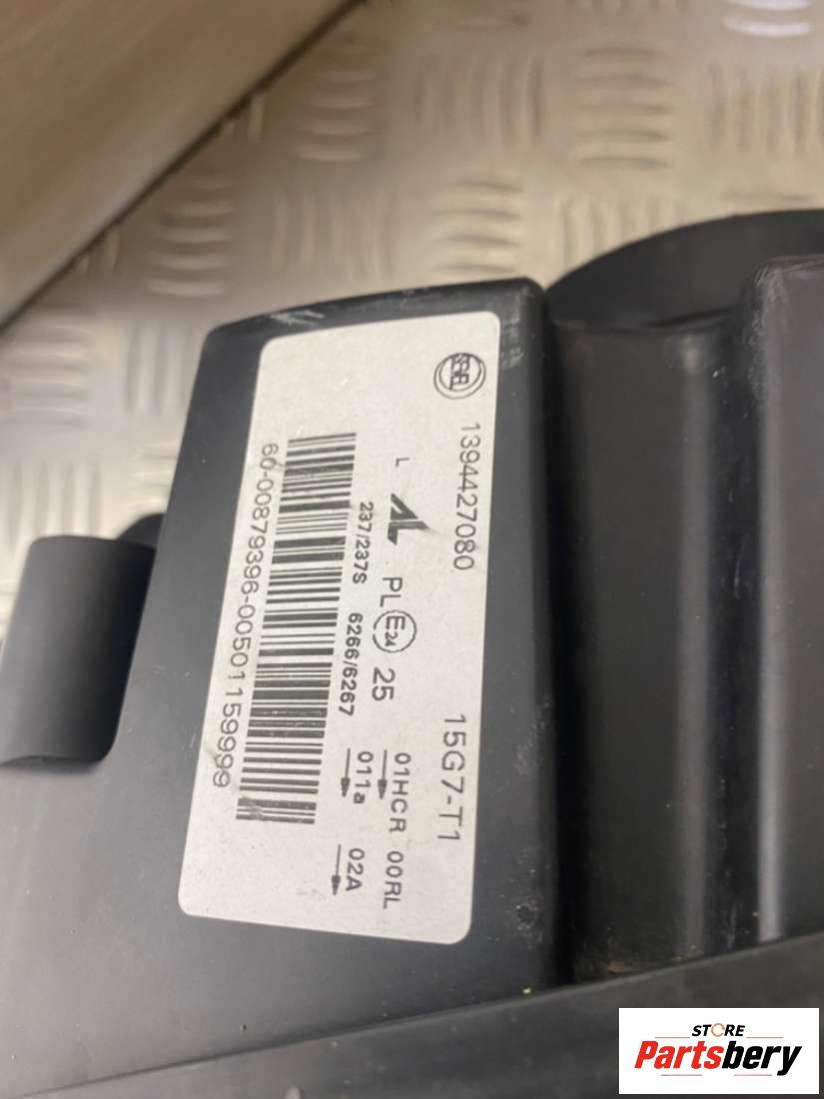 1394427080 15G7-T1
L AL PL E24 25 01HCR 00RL
237/237S 6266/6267 011a 02A
60-00879396-00501159999
STORE
Partsbery